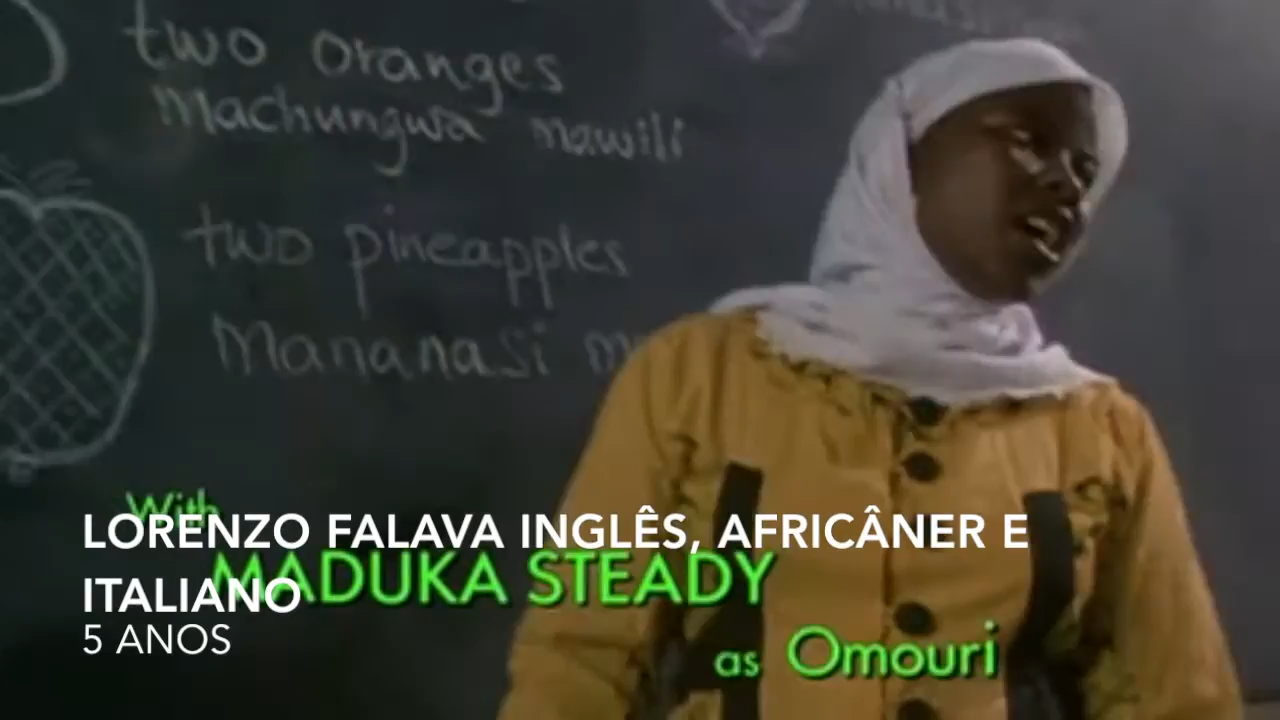 two oranges
Machungwa mawili
two pineapples
Mananasi
With
LORENZO FALAVA INGLÊS, AFRICÂNER E
ITALIANO
MADUKA STEADY
5 ANOS
as Omouri